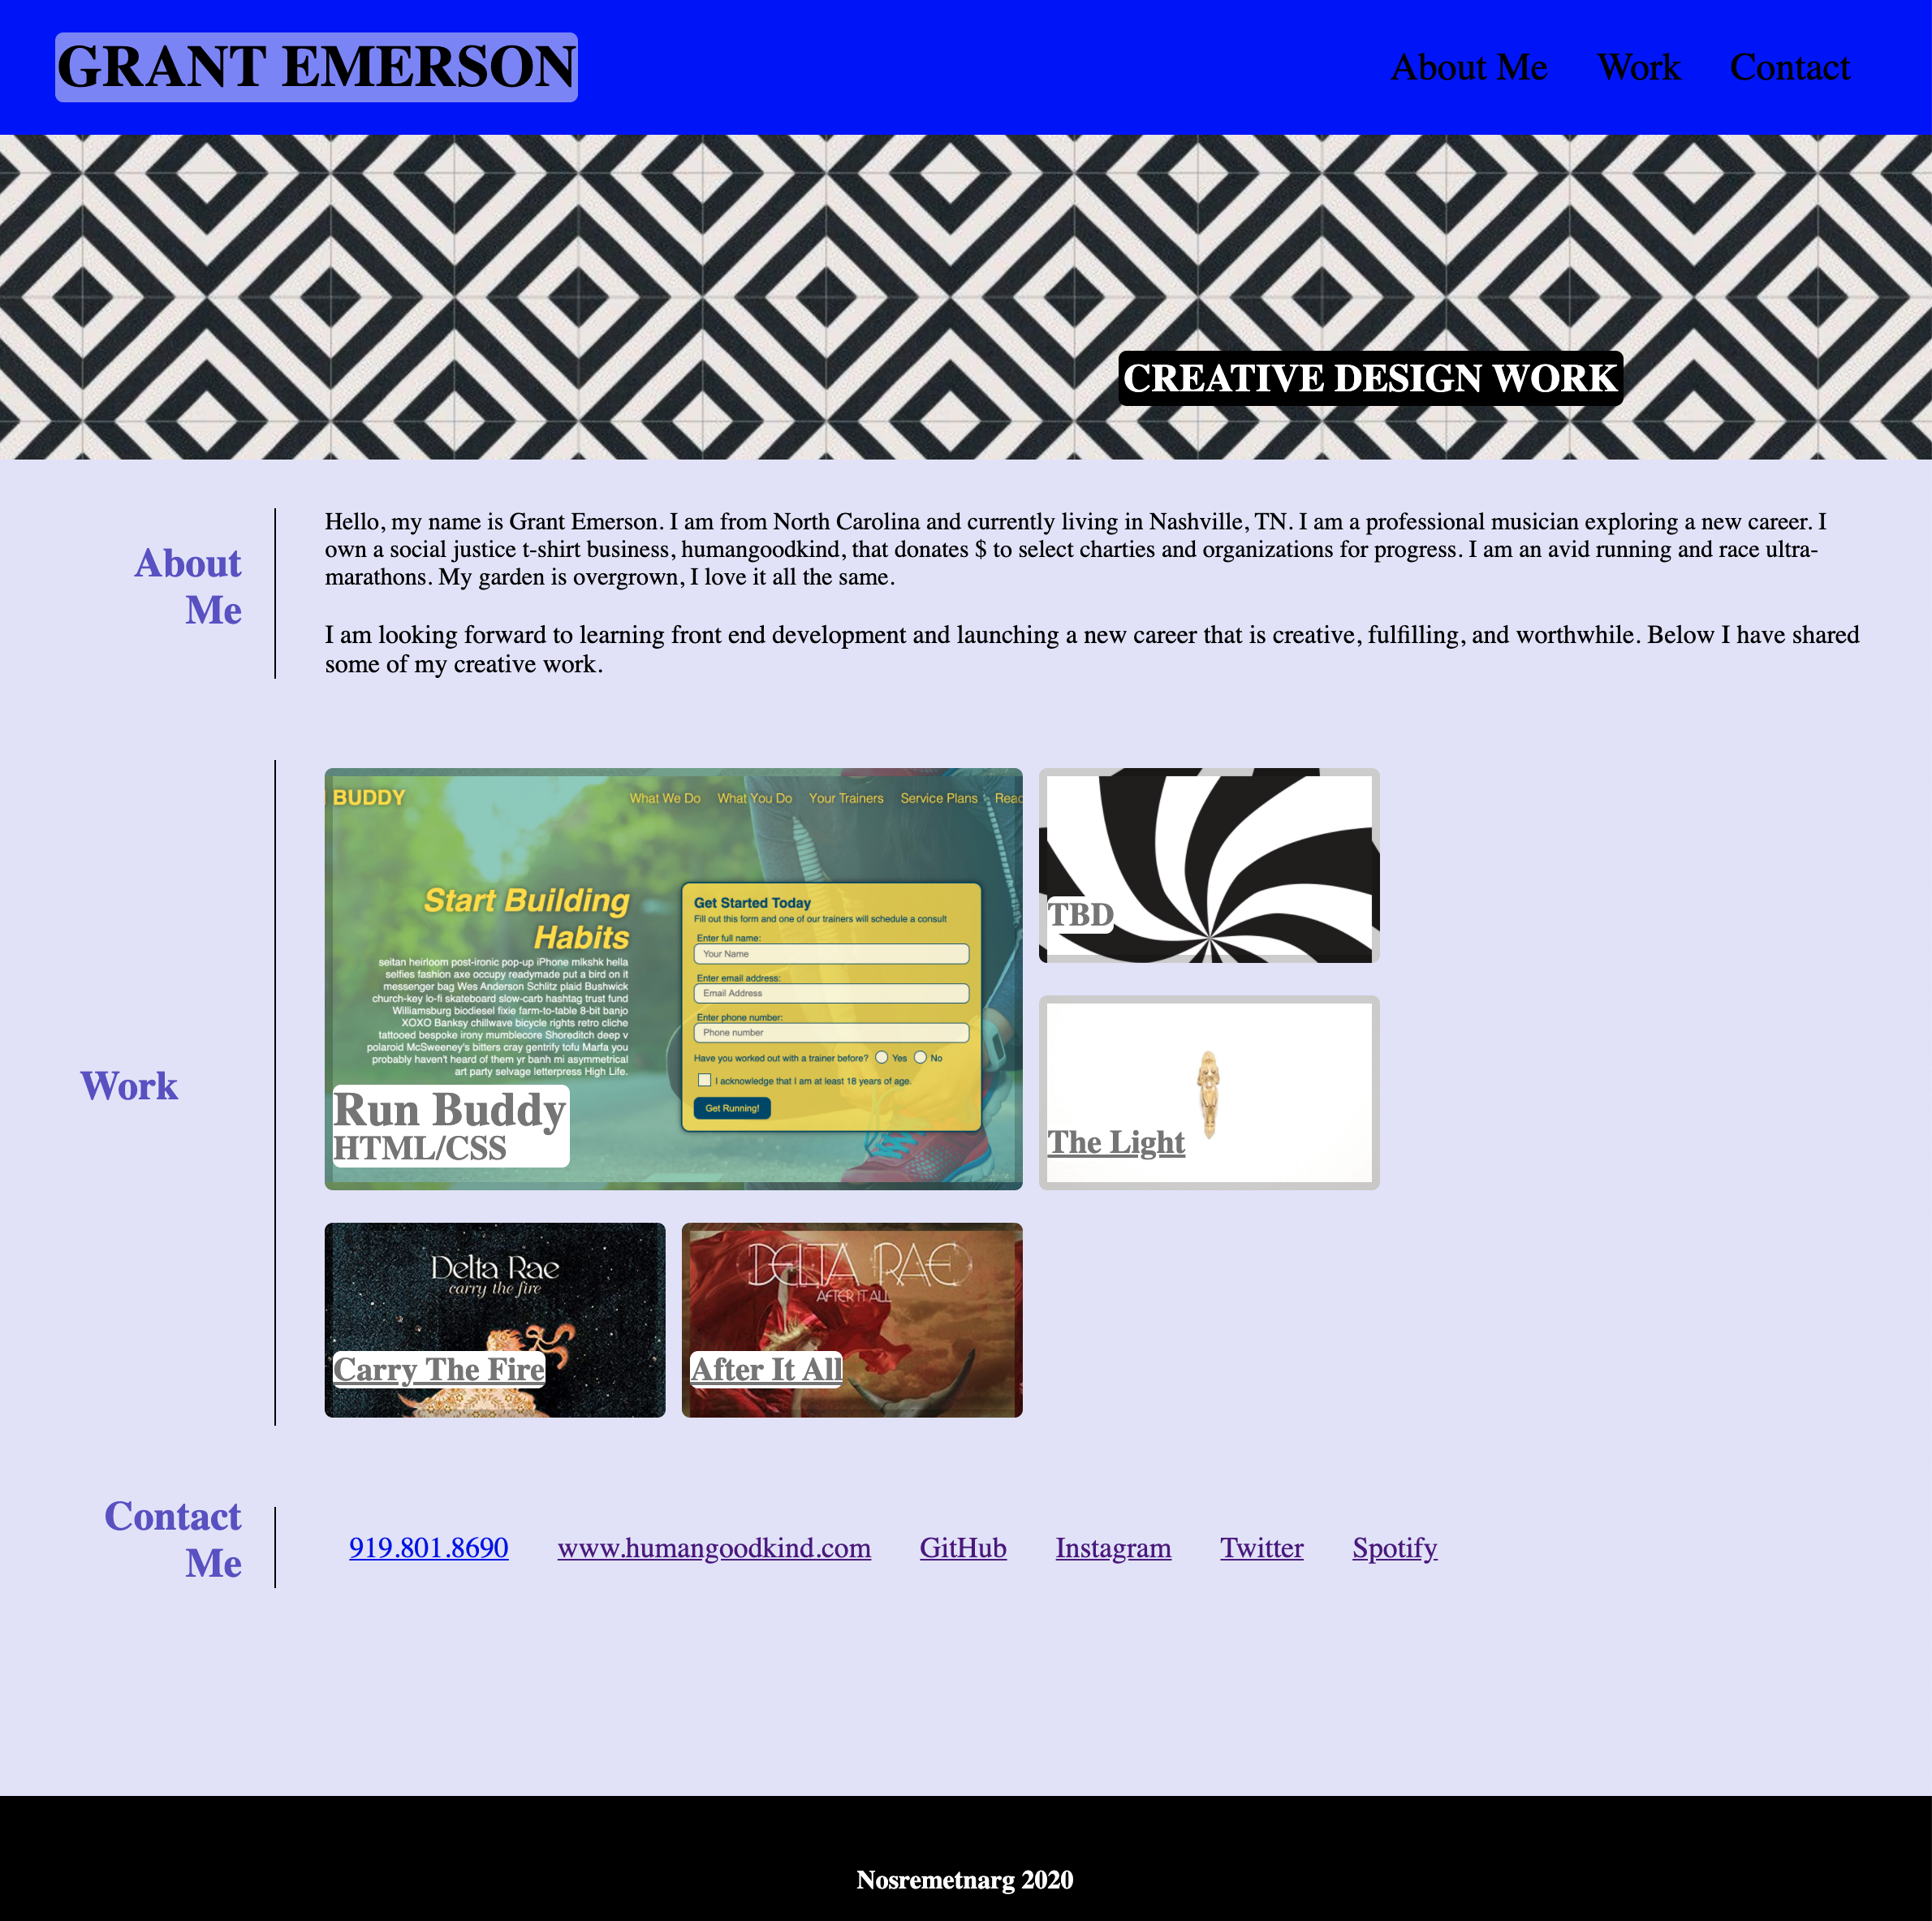 GRANT EMERSON
About Me Work Contact
CREATIVE DESIGN WORK
About
Me
Hello, my name is Grant Emerson. I am from North Carolina and currently living in Nashville, TN. I am a professional musician exploring a new career. I
own a social justice t-shirt business, humangoodkind, that donates $ to select charties and organizations for progress. I am an avid running and race ultra-
marathons. My garden is overgrown, I love it all the same.
I am looking forward to learning front end development and launching a new career that is creative, fulfilling, and worthwhile. Below I have shared
some of my creative work.
Work
BUDDY
What We Do What You Do Your Trainers Service Plans Reac
Start Building
Habits
seitan heirloom post-ironic pop-up iPhone mlkshk hella
selfies fashion axe occupy readymade put a bird on it
messenger bag Wes Anderson Schlitz plaid Bushwick
church-key lo-fi skateboard slow-carb hashtag trust fund
Williamsburg biodiesel fixie farm-to-table 8-bit banjo
XOXO Banksy chillwave bicycle rights retro cliche
tattooed bespoke irony mumblecore Shoreditch deep v
polaroid McSweeney's bitters cray gentrify tofu Marfa you
probably haven't heard of them yr banh mi asymmetrical
art party selvage letterpress High Life.
Get Started Today
Fill out this form and one of our trainers will schedule a consult
Enter full name:
Your Name
Enter email address:
Email Address
Enter phone number:
Phone number
Have you worked out with a trainer before? Yes No
I acknowledge that I am at least 18 years of age.
Get Running!
Run Buddy
HTML/CSS
TBD
The Light
Delta Rae
carry the fire
Carry The Fire
DELTA RAE
AFTER IT ALL
After It All
Contact
Me
919.801.8690 www.humangoodkind.com GitHub Instagram Twitter Spotify
Nosremetnarg 2020